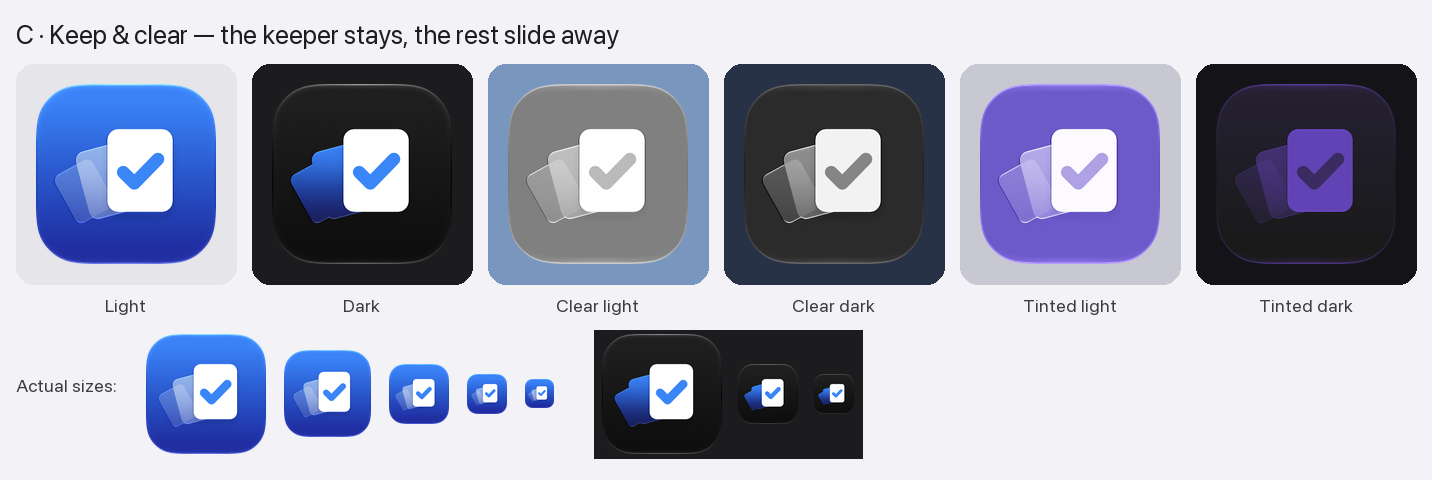 C · Keep & clear — the keeper stays, the rest slide away
Light
Dark
Clear light
Clear dark
Tinted light
Tinted dark
Actual sizes: